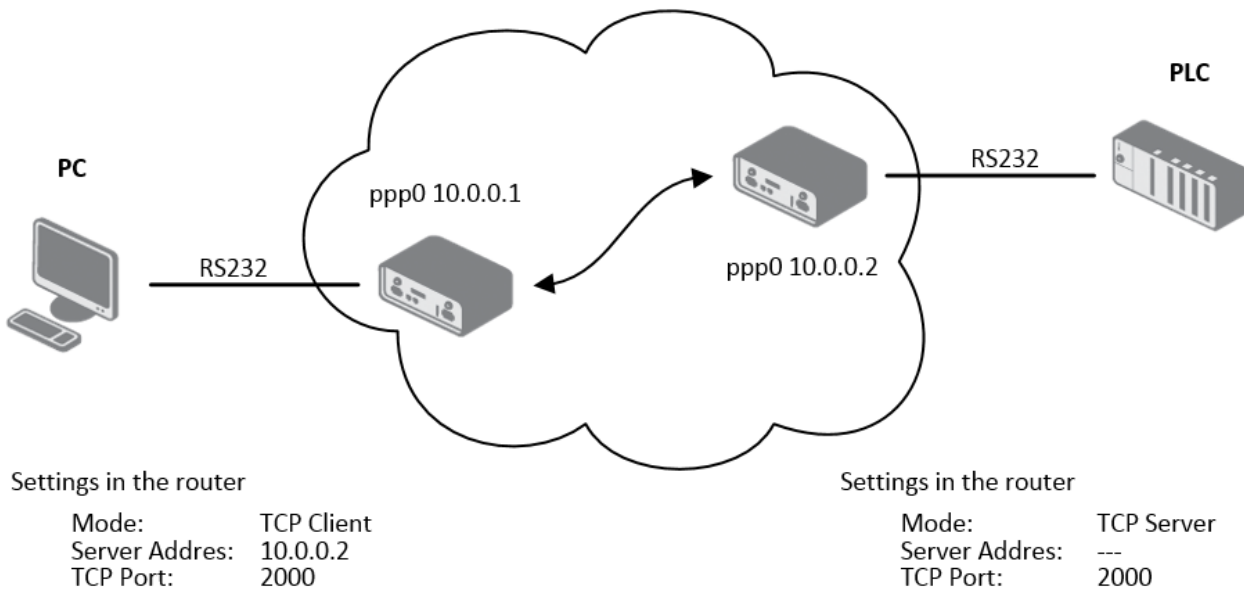 PLC
RS232
PC
ppp0 10.0.0.1
ppp0 10.0.0.2
RS232
Settings in the router
Mode: TCP Client
Server Addres: 10.0.0.2
TCP Port: 2000
Settings in the router
Mode: TCP Server
Server Addres: ---
TCP Port: 2000